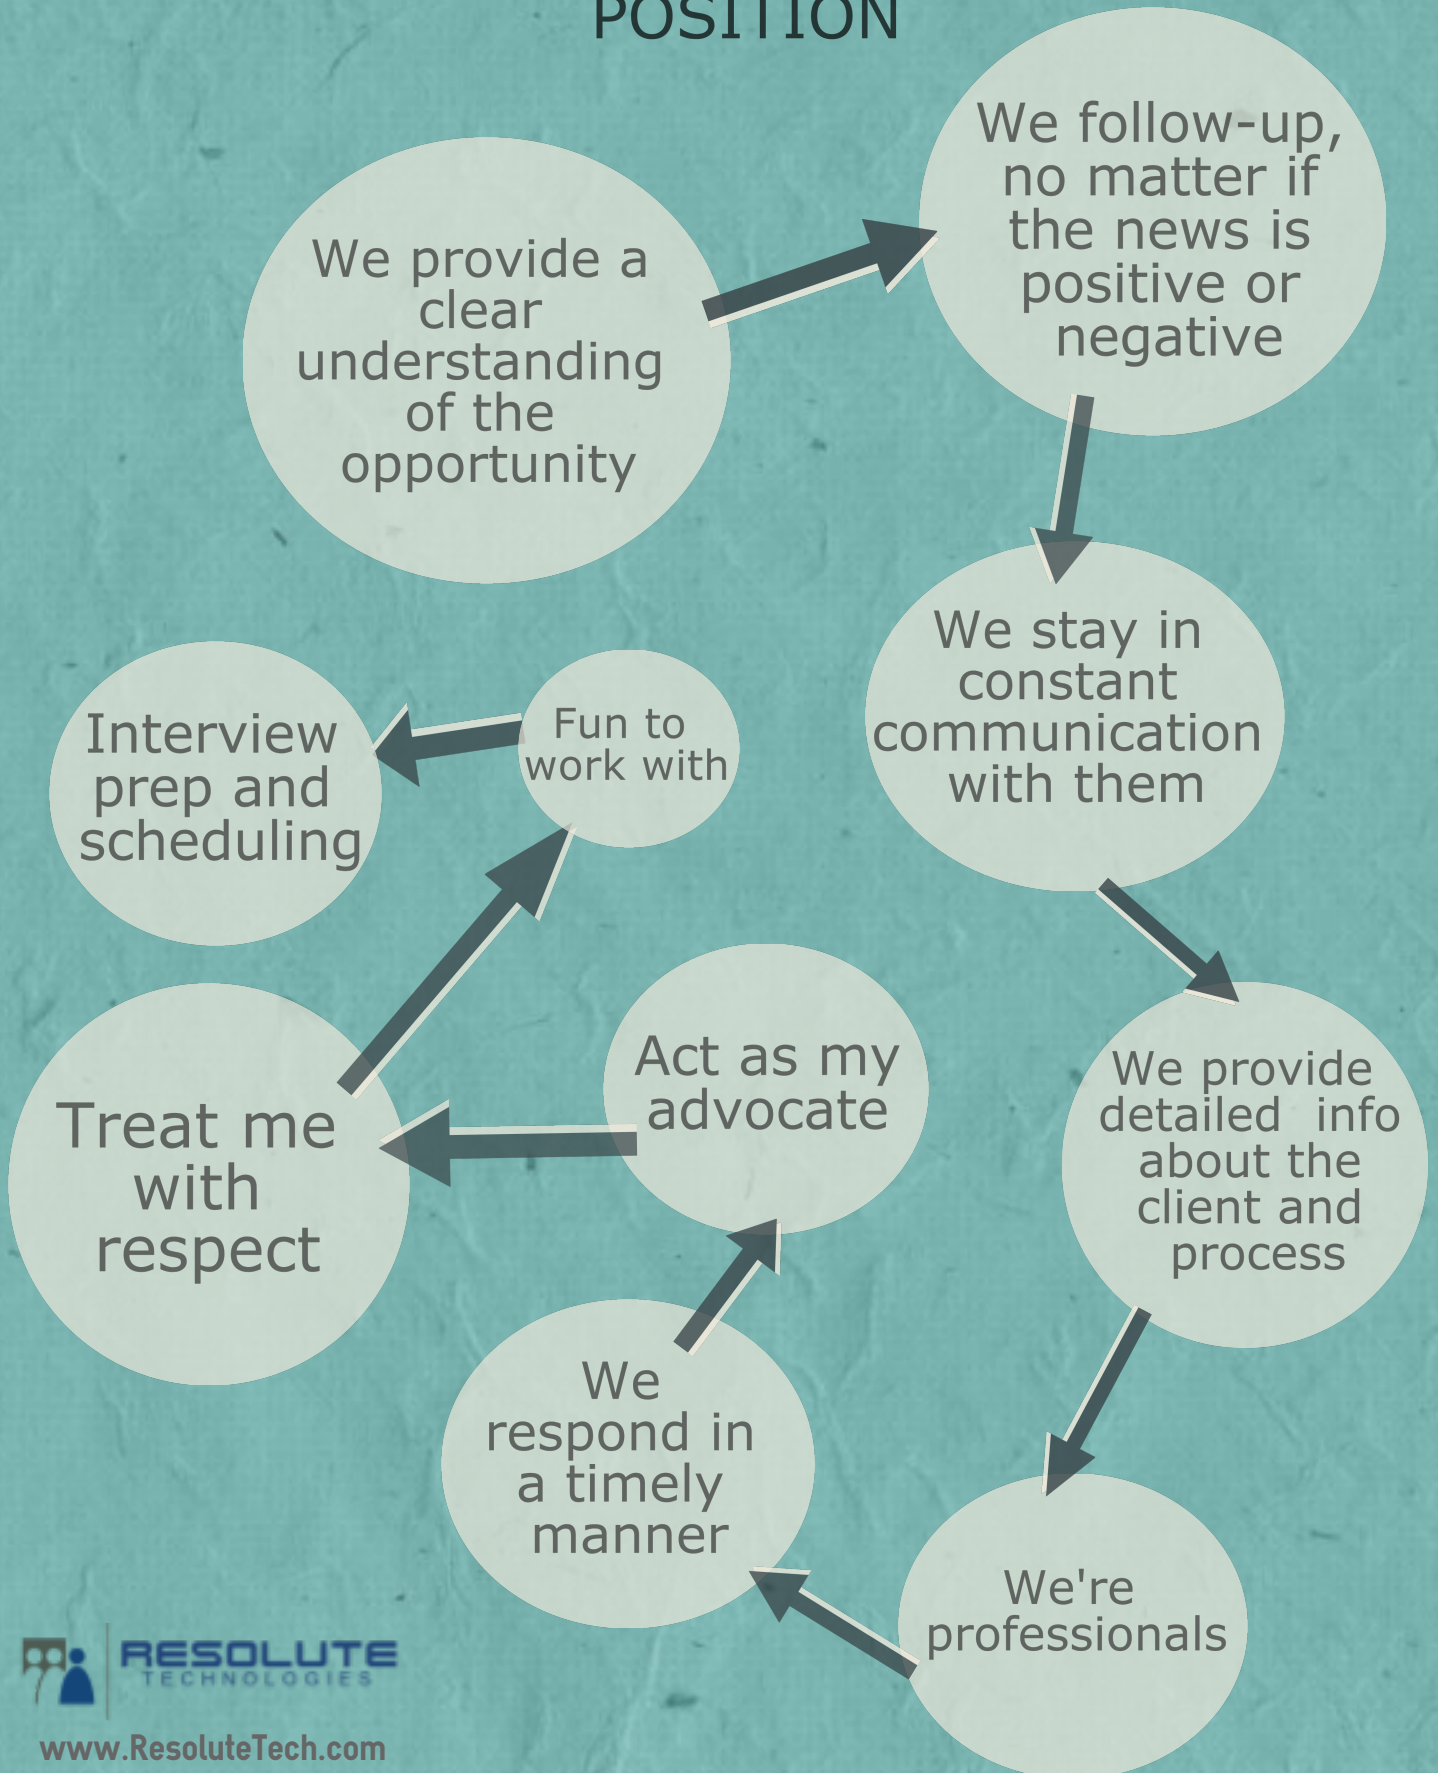 POSITION
We provide a
clear
understanding
of the
opportunity
We follow-up,
no matter if
the news is
positive or
negative
We stay in
constant
communication
with them
We provide
detailed info
about the
client and
process
We're
professionals
We
respond in
a timely
manner
Act as my
advocate
Treat me
with
respect
Fun to
work with
Interview
prep and
scheduling
RESOLUTE
TECHNOLOGIES
www.ResoluteTech.com